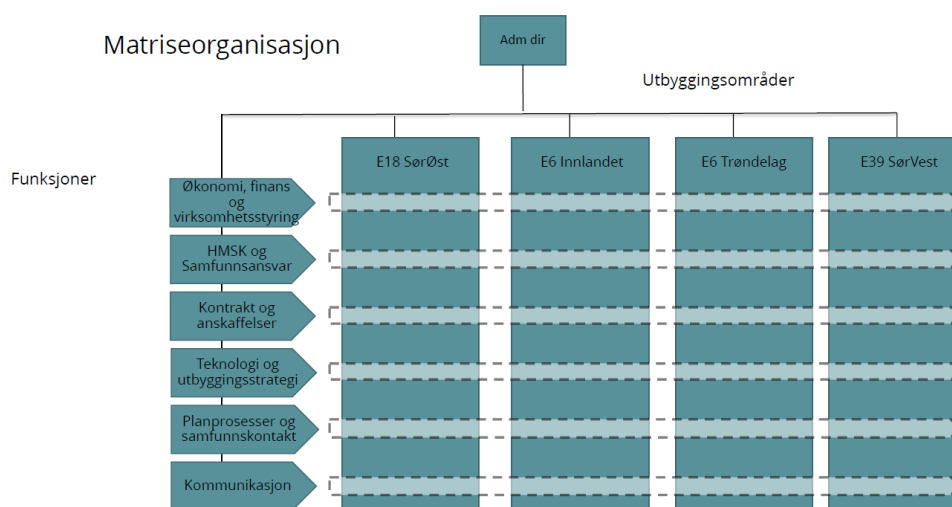 Matriseorganisasjon
Adm dir
Utbyggingsområder
Funksjoner
E18 SørØst
E6 Innlandet
E6 Trøndelag
E39 SørVest
Økonomi, finans
og
virksomhetsstyring
HMSK og
Samfunnsansvar
Kontrakt og
anskaffelser
Teknologi og
utbyggingsstrategi
Planprosesser og
samfunnskontakt
Kommunikasjon